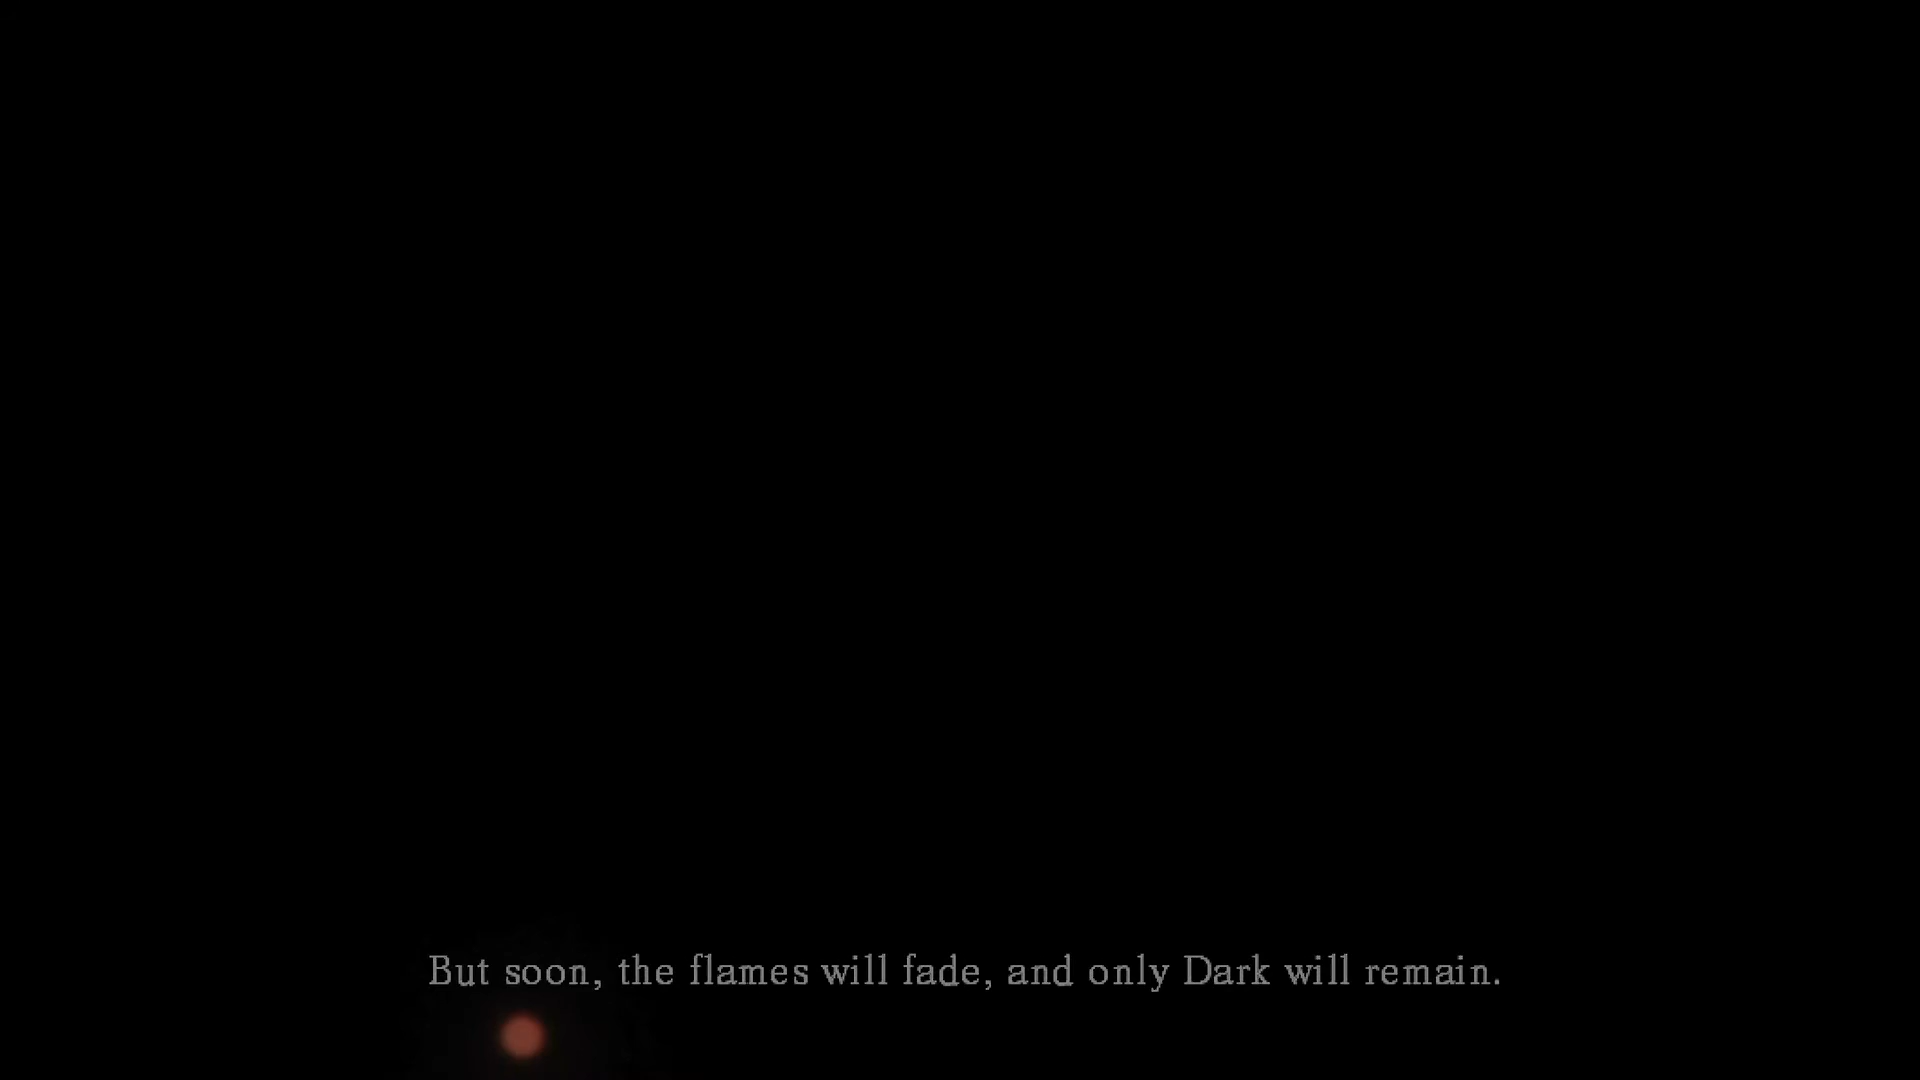 But soon, the flames will fade, and only Dark will remain.